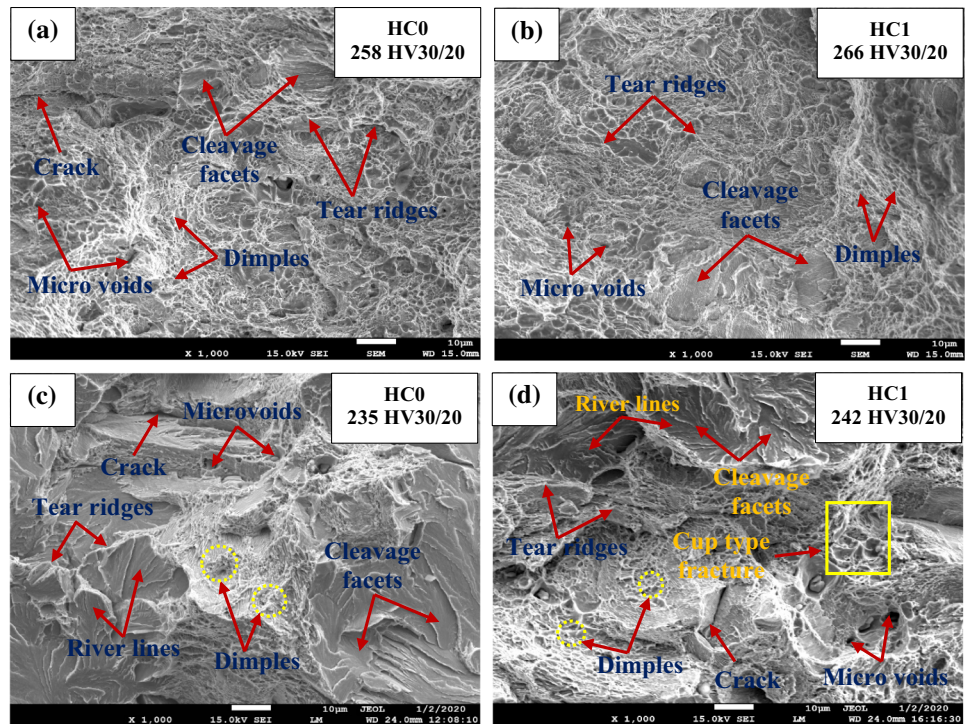 (a)
HC0
258 HV30/20
Crack
Cleavage
facets
Tear ridges
Micro voids
Dimples
10μm
X 1,000 15.0kV SEI SEM WD 15.0mm
(b)
HC1
266 HV30/20
Tear ridges
Cleavage
facets
Micro voids
Dimples
10μm
X 1,000 15.0kV SEI SEM WD 15.0mm
(c)
HC0
235 HV30/20
Microvoids
Crack
Tear ridges
Cleavage
facets
River lines
Dimples
10μm JEOL 1/2/2020
X 1,000 15.0kV SEI LM WD 24.0mm 12:08:10
(d)
HC1
242 HV30/20
River lines
Cleavage
facets
Tear ridges
Cup type
fracture
Dimples
Crack
Micro voids
10μm JEOL 1/2/2020
X 1,000 15.0kV SEI LM WD 24.0mm 16:16:30